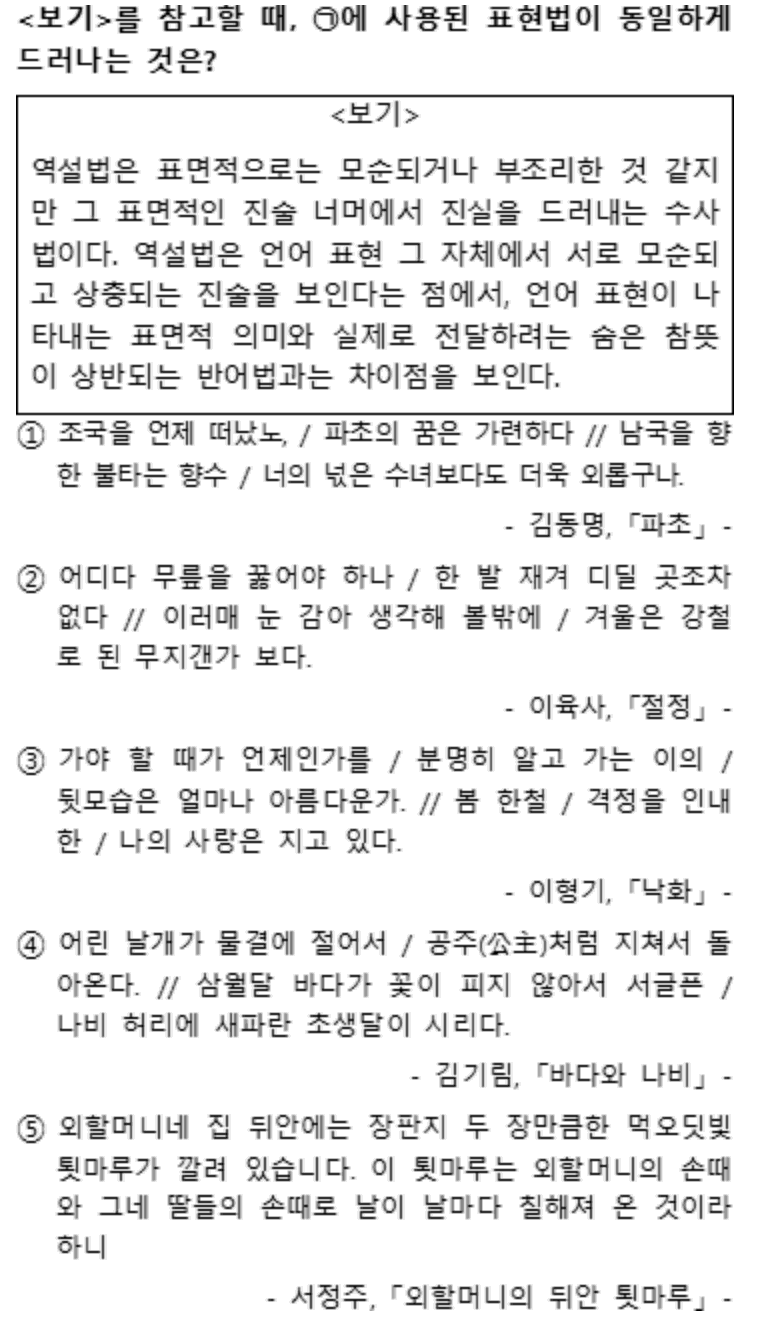 <보기>를 참고할 때, ㉠에 사용된 표현법이 동일하게
드러나는 것은?
<보기>
역설법은 표면적으로는 모순되거나 부조리한 것 같지
만 그 표면적인 진술 너머에서 진실을 드러내는 수사
법이다. 역설법은 언어 표현 그 자체에서 서로 모순되
고 상충되는 진술을 보인다는 점에서, 언어 표현이 나
타내는 표면적 의미와 실제로 전달하려는 숨은 참뜻
이 상반되는 반어법과는 차이점을 보인다.
① 조국을 언제 떠났노, / 파초의 꿈은 가련하다 // 남국을 향
한 불타는 향수 / 너의 넋은 수녀보다도 더욱 외롭구나.
- 김동명, 「파초」 -
② 어디다 무릎을 꿇어야 하나 / 한 발 재겨 디딜 곳조차
없다 // 이러매 눈 감아 생각해 볼밖에 / 겨울은 강철
로 된 무지갠가 보다.
- 이육사, 「절정」 -
③ 가야 할 때가 언제인가를 / 분명히 알고 가는 이의 /
뒷모습은 얼마나 아름다운가. // 봄 한철 / 격정을 인내
한 / 나의 사랑은 지고 있다.
- 이형기, 「낙화」 -
④ 어린 날개가 물결에 절어서 / 공주(公主)처럼 지쳐서 돌
아온다. // 삼월달 바다가 꽃이 피지 않아서 서글픈 /
나비 허리에 새파란 초생달이 시리다.
- 김기림, 「바다와 나비」 -
⑤ 외할머니네 집 뒤안에는 장판지 두 장만큼한 먹오딧빛
툇마루가 깔려 있습니다. 이 툇마루는 외할머니의 손때
와 그네 딸들의 손때로 날이 날마다 칠해져 온 것이라
하니
- 서정주, 「외할머니의 뒤안 툇마루」 -